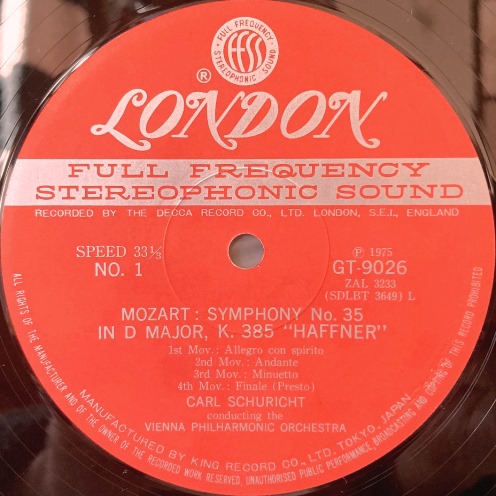 FULL FREQUENCY
ffss
STEREOPHONIC SOUND
®
LONDON
FULL FREQUENCY
STEREOPHONIC SOUND
RECORDED BY THE DECCA RECORD CO., LTD. LONDON, S.E.I., ENGLAND
SPEED 33⅓
NO. 1
Ⓟ 1975
GT-9026
ZAL 3233
(SDLBT 3649) L
MOZART : SYMPHONY No. 35
IN D MAJOR, K. 385 "HAFFNER"
1st Mov.: Allegro con spirito
2nd Mov.: Andante
3rd Mov.: Minuetto
4th Mov.: Finale (Presto)
CARL SCHURICHT
conducting the
VIENNA PHILHARMONIC ORCHESTRA
MANUFACTURED BY KING RECORD CO., LTD. TOKYO, JAPAN.
ALL RIGHTS OF THE MANUFACTURER AND OF THE OWNER OF THE RECORDED WORK RESERVED. UNAUTHORISED PUBLIC PERFORMANCE, BROADCASTING AND COPYING OF THIS RECORD PROHIBITED